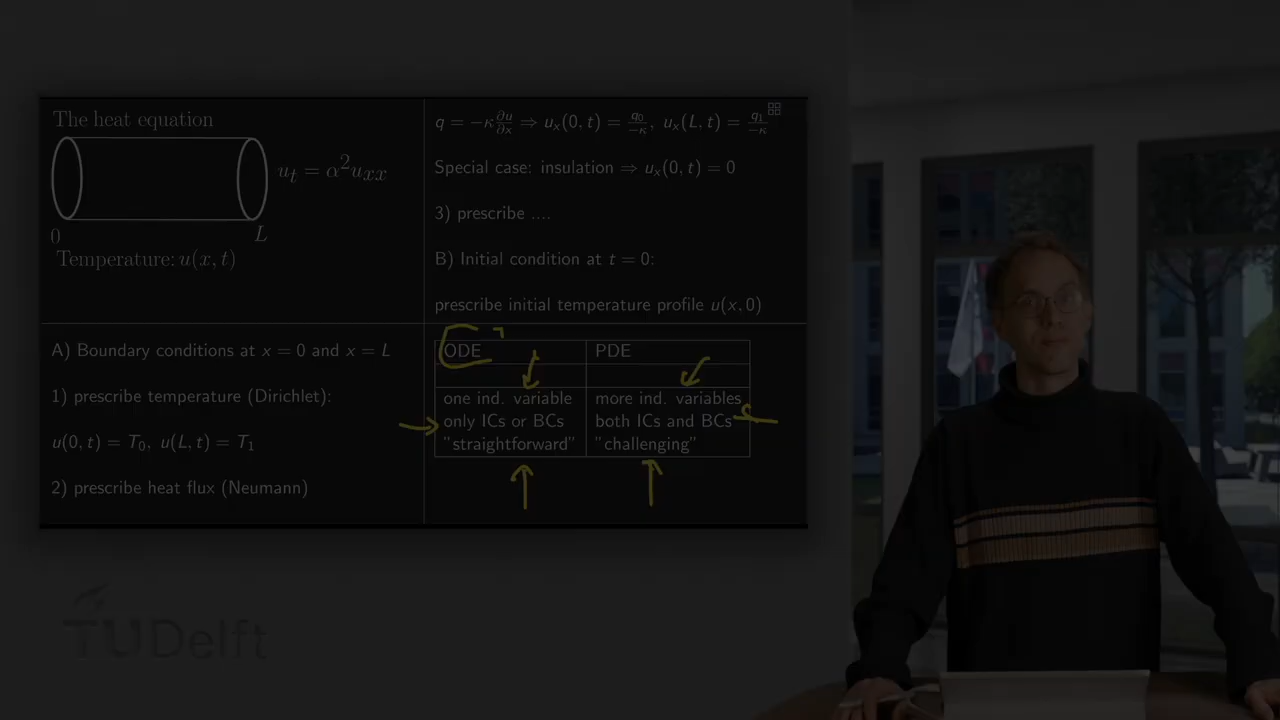 The heat equation
u_t = α²u_{xx}
0 L
Temperature: u(x, t)
q = −κ ∂u/∂x ⇒ u_x(0, t) = q_0/−κ, u_x(L, t) = q_1/−κ
Special case: insulation ⇒ u_x(0, t) = 0
3) prescribe ....
B) Initial condition at t = 0:
prescribe initial temperature profile u(x, 0)
A) Boundary conditions at x = 0 and x = L
1) prescribe temperature (Dirichlet):
u(0, t) = T_0, u(L, t) = T_1
2) prescribe heat flux (Neumann)
ODE PDE
one ind. variable more ind. variables
only ICs or BCs both ICs and BCs
"straightforward" "challenging"
TUDelft